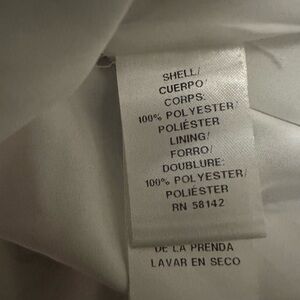 SHELL/
CUERPO/
CORPS:
100% POLYESTER/
POLIÉSTER
LINING/
FORRO/
DOUBLURE:
100% POLYESTER/
POLIÉSTER
RN 58142
DE LA PRENDA
LAVAR EN SECO